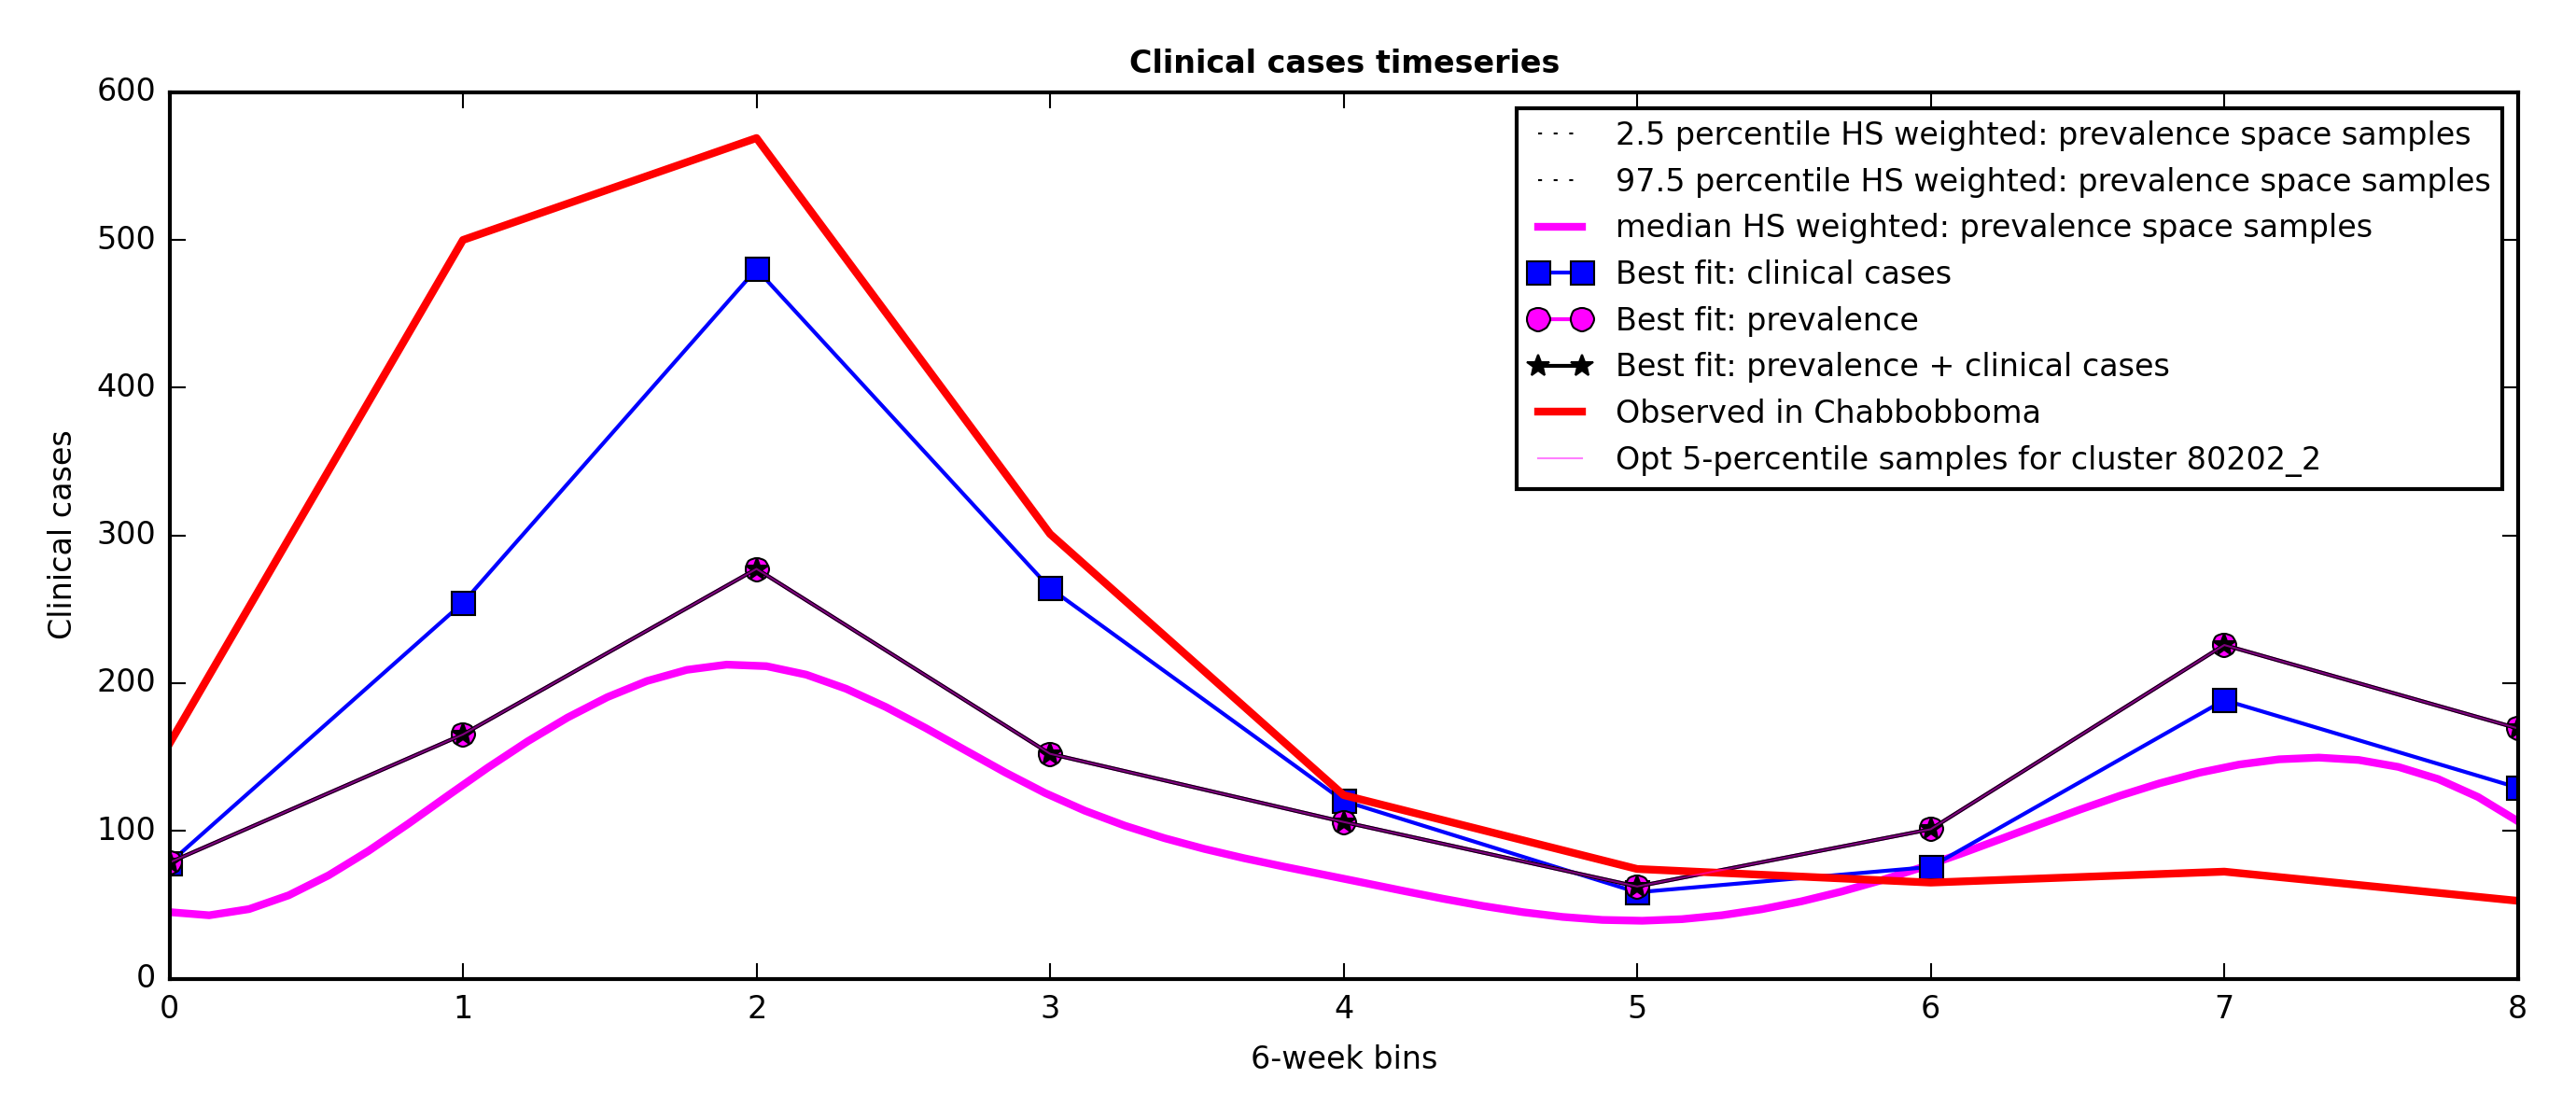 Clinical cases timeseries
600
500
400
300
200
100
0
Clinical cases
2.5 percentile HS weighted: prevalence space samples
97.5 percentile HS weighted: prevalence space samples
median HS weighted: prevalence space samples
Best fit: clinical cases
Best fit: prevalence
Best fit: prevalence + clinical cases
Observed in Chabbobboma
Opt 5-percentile samples for cluster 80202_2
0 1 2 3 4 5 6 7 8
6-week bins